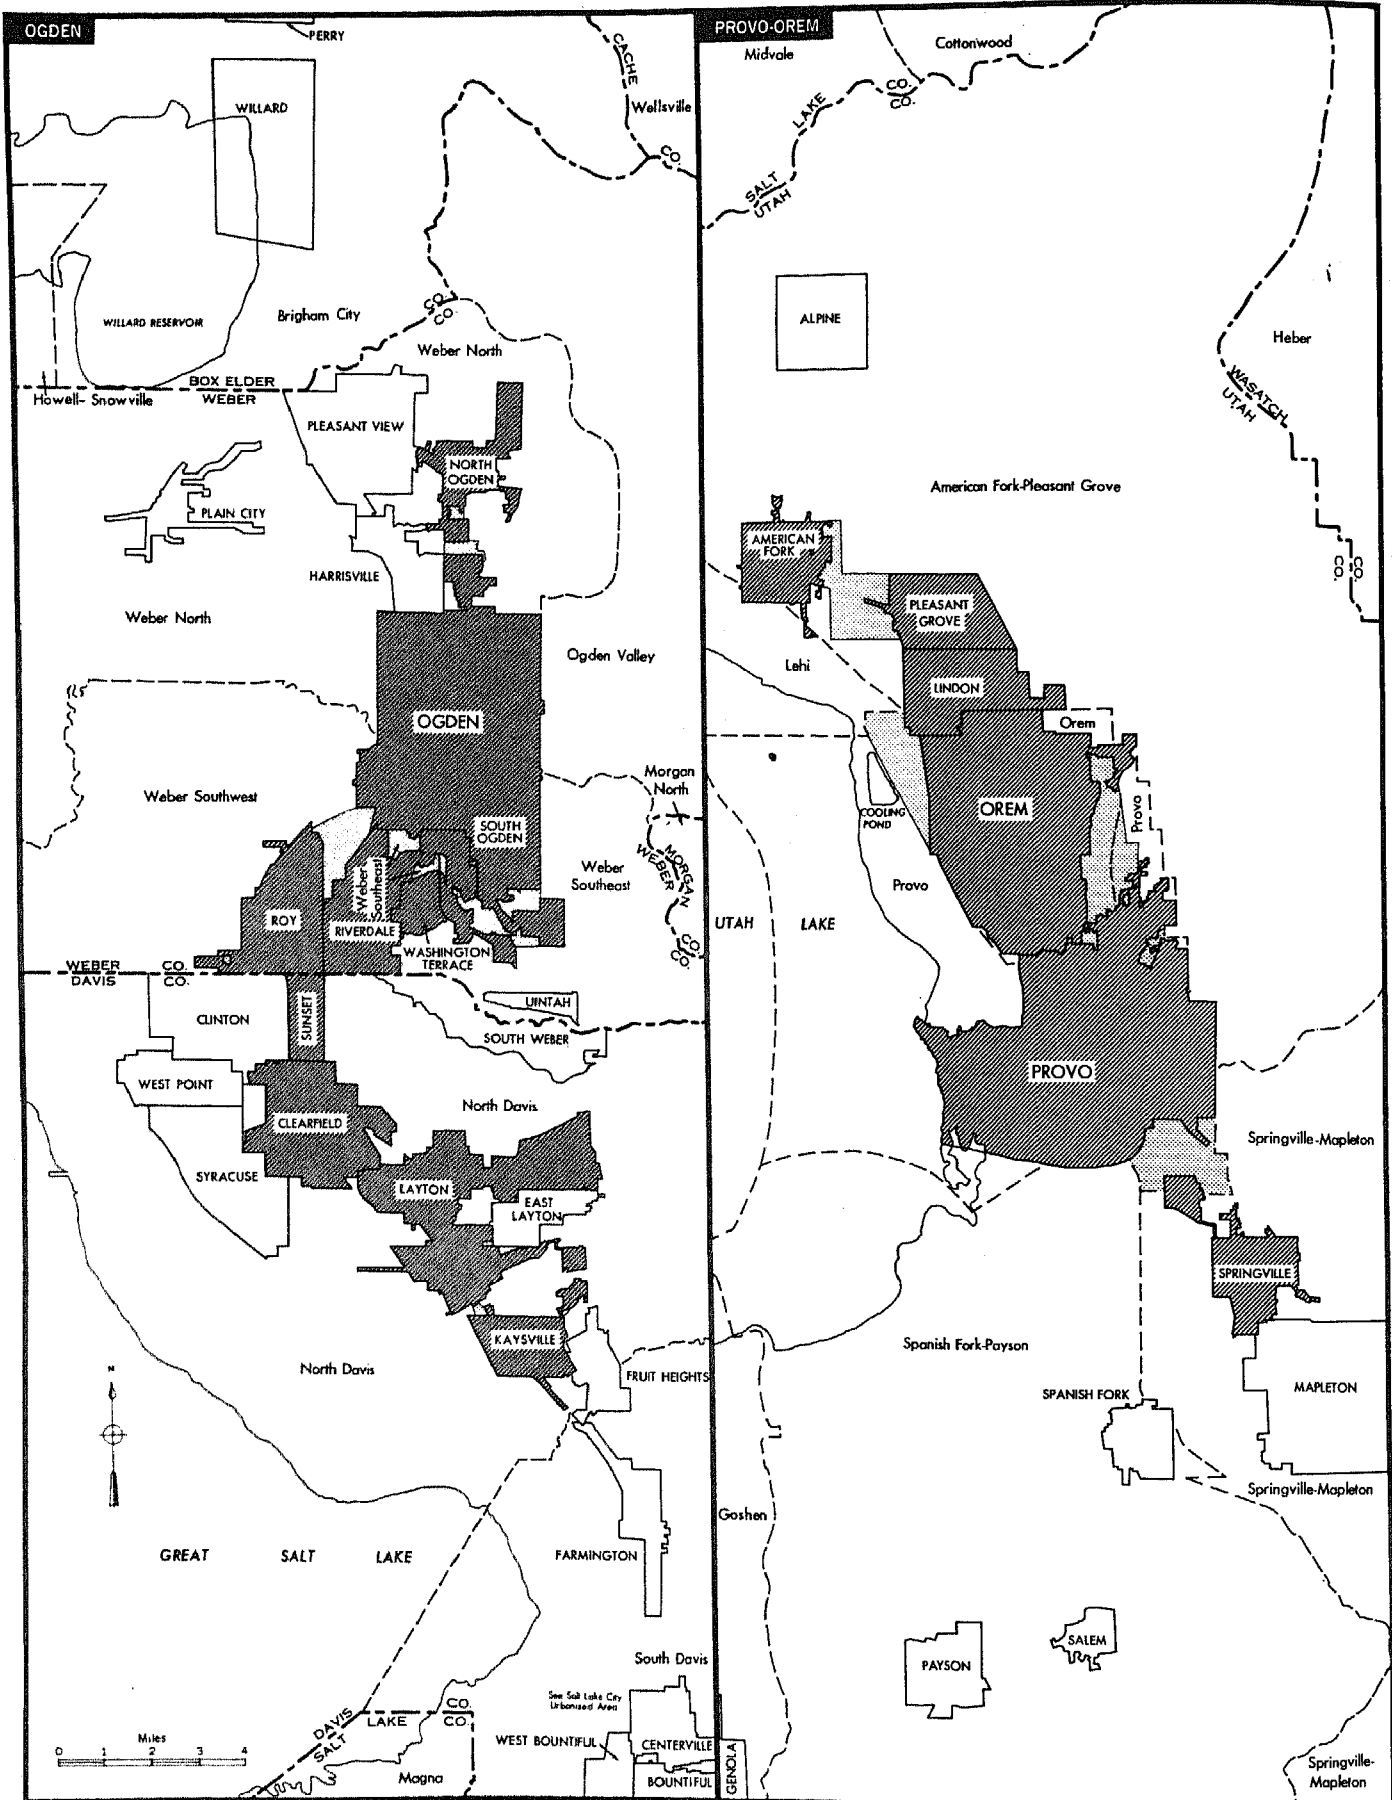 OGDEN
PERRY
CACHE
CO.
Wellsville
WILLARD
WILLARD RESERVOIR
Brigham City
CO.
CO.
Weber North
BOX ELDER
WEBER
Howell- Snowville
PLEASANT VIEW
NORTH
OGDEN
PLAIN CITY
HARRISVILLE
Weber North
Ogden Valley
OGDEN
Morgan
North
Weber Southwest
SOUTH
OGDEN
MORGAN
WEBER
CO.
CO.
Weber
Southeast
Weber
Southeast
ROY
RIVERDALE
WASHINGTON
TERRACE
WEBER
DAVIS
CO.
CO.
SUNSET
CLINTON
UINTAH
SOUTH WEBER
WEST POINT
CLEARFIELD
North Davis
SYRACUSE
LAYTON
EAST
LAYTON
KAYSVILLE
North Davis
FRUIT HEIGHTS
N
GREAT SALT LAKE
FARMINGTON
South Davis
See Salt Lake City
Urbanized Area
DAVIS
SALT
LAKE
CO.
CO.
WEST BOUNTIFUL
CENTERVILLE
BOUNTIFUL
Magna
Miles
0 1 2 3 4
PROVO-OREM
Midvale
Cottonwood
SALT LAKE CO.
UTAH CO.
ALPINE
Heber
WASATCH
UTAH
CO.
CO.
American Fork-Pleasant Grove
AMERICAN
FORK
PLEASANT
GROVE
Lehi
LINDON
Orem
OREM
COOLING
POND
Provo
Provo
UTAH LAKE
PROVO
Springville-Mapleton
SPRINGVILLE
Spanish Fork-Payson
SPANISH FORK
MAPLETON
Springville-Mapleton
Goshen
PAYSON
SALEM
GENOLA
Springville-
Mapleton